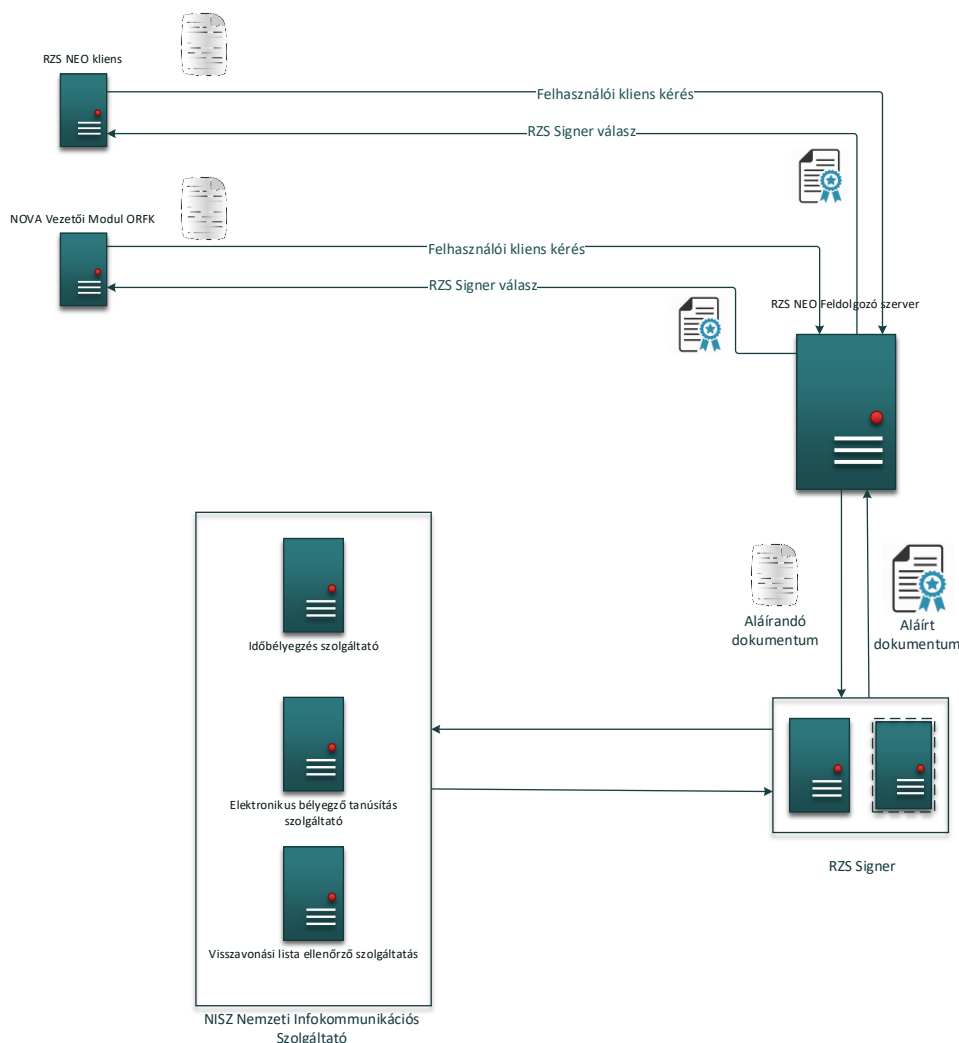 RZS NEO kliens
Felhasználói kliens kérés
RZS Signer válasz
NOVA Vezetői Modul ORFK
Felhasználói kliens kérés
RZS Signer válasz
RZS NEO Feldolgozó szerver
Aláírandó
dokumentum
Aláírt
dokumentum
Időbélyegzés szolgáltató
Elektronikus bélyegző tanúsítás
szolgáltató
Visszavonási lista ellenőrző szolgáltatás
RZS Signer
NISZ Nemzeti Infokommunikációs
Szolgáltató